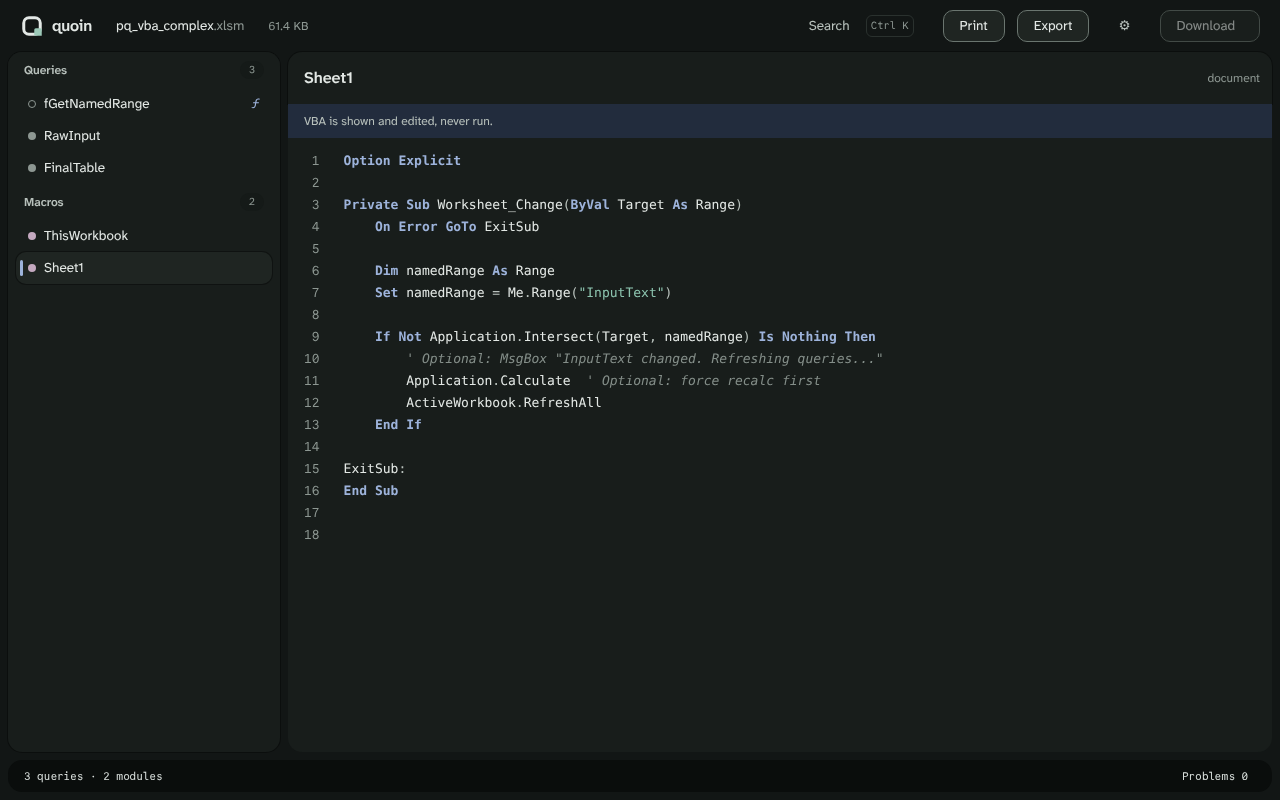 quoin pq_vba_complex.xlsm 61.4 KB Search Ctrl K Print Export ⚙ Download
Queries 3
fGetNamedRange ƒ
RawInput
FinalTable
Macros 2
ThisWorkbook
Sheet1
Sheet1 document
VBA is shown and edited, never run.
1 Option Explicit
2
3 Private Sub Worksheet_Change(ByVal Target As Range)
4     On Error GoTo ExitSub
5
6     Dim namedRange As Range
7     Set namedRange = Me.Range("InputText")
8
9     If Not Application.Intersect(Target, namedRange) Is Nothing Then
10         ' Optional: MsgBox "InputText changed. Refreshing queries..."
11         Application.Calculate  ' Optional: force recalc first
12         ActiveWorkbook.RefreshAll
13     End If
14
15 ExitSub:
16 End Sub
17
18
3 queries · 2 modules Problems 0